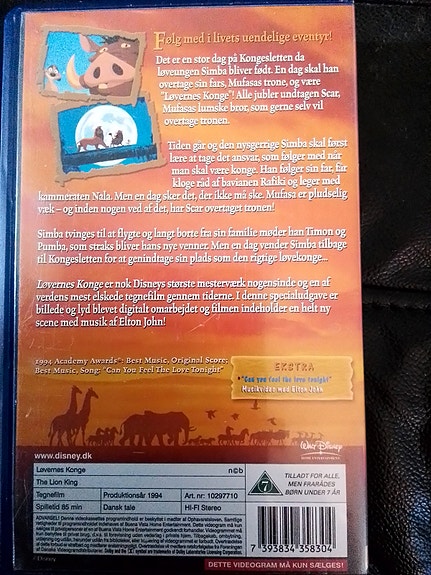 Følg med i livets uendelige eventyr!
Det er en stor dag på Kongesletten da
løveungen Simba bliver født. En dag skal han
overtage sin fars, Mufasas trone, og være
"Løvernes Konge"! Alle jubler undtagen Scar,
Mufasas lumske bror, som gerne selv vil
overtage tronen.
Tiden går og den nysgerrige Simba skal først
lære at tage det ansvar, som følger med når
man skal være konge. Han følger sin far, får
kloge råd af bavianen Rafiki og leger med
kammeraten Nala. Men en dag sker det, der ikke må ske. Mufasa er pludselig
væk – og inden nogen ved af det, har Scar overtaget tronen!
Simba tvinges til at flygte og langt borte fra sin familie møder han Timon og
Pumba, som straks bliver hans nye venner. Men en dag vender Simba tilbage
til Kongesletten for at genindtage sin plads som den rigtige løvekonge...
Løvernes Konge er nok Disneys største mesterværk nogensinde og en af
verdens mest elskede tegnefilm gennem tiderne. I denne specialudgave er
billede og lyd blevet digitalt omarbejdet og filmen indeholder en helt ny
scene med musik af Elton John!
1994 Academy Awards®: Best Music, Original Score;
Best Music, Song: "Can You Feel The Love Tonight"
EKSTRA
"Can you feel the love tonight"
Musikvideo med Elton John
www.disney.dk
Walt Disney
HOME ENTERTAINMENT
Løvernes Konge
n©b
The Lion King
Tegnefilm
Produktionsår 1994
Art. nr: 10297710
Spilletid 85 min
Dansk tale
HI-FI Stereo
7
TILLADT FOR ALLE,
MEN FRARÅDES
BØRN UNDER 7 ÅR
7 393834 358304
© Disney
DETTE VIDEOGRAM MÅ KUN SÆLGES!